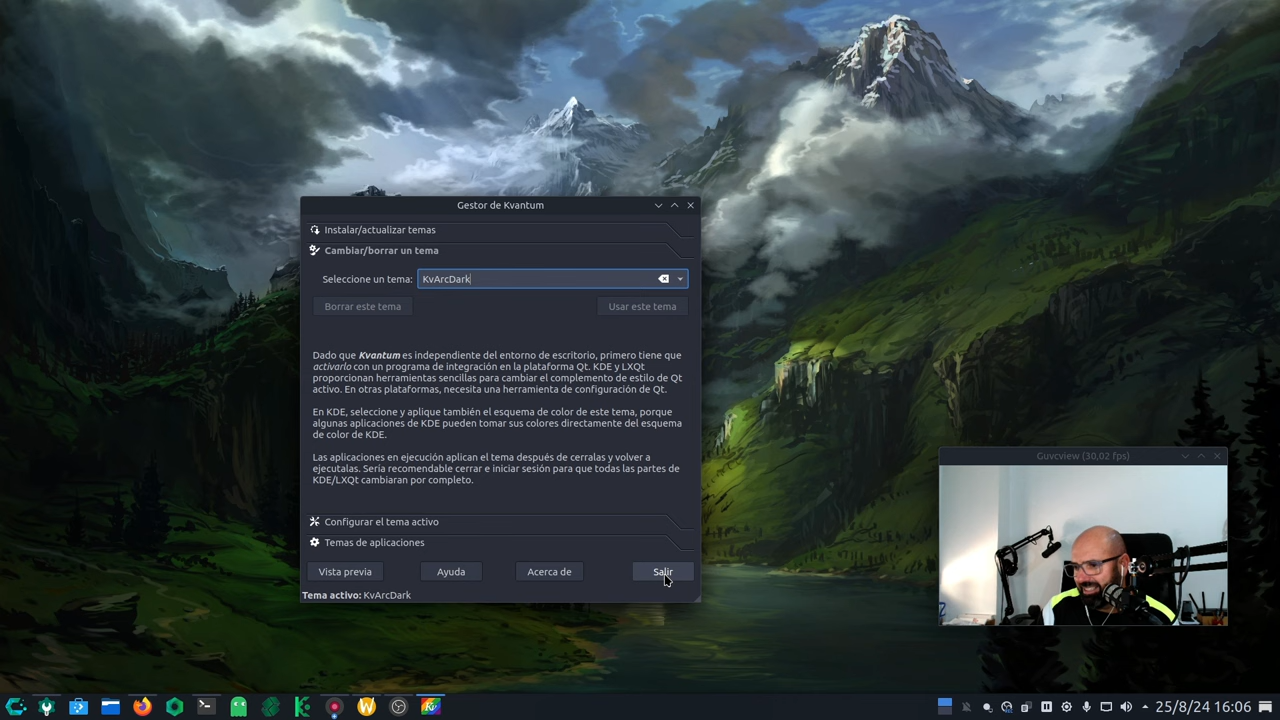 Gestor de Kvantum
Instalar/actualizar temas
Cambiar/borrar un tema
Seleccione un tema: KvArcDark
Borrar este tema Usar este tema
Dado que Kvantum es independiente del entorno de escritorio, primero tiene que
activarlo con un programa de integración en la plataforma Qt. KDE y LXQt
proporcionan herramientas sencillas para cambiar el complemento de estilo de Qt
activo. En otras plataformas, necesita una herramienta de configuración de Qt.
En KDE, seleccione y aplique también el esquema de color de este tema, porque
algunas aplicaciones de KDE pueden tomar sus colores directamente del esquema
de color de KDE.
Las aplicaciones en ejecución aplican el tema después de cerralas y volver a
ejecutalas. Sería recomendable cerrar e iniciar sesión para que todas las partes de
KDE/LXQt cambiaran por completo.
Configurar el tema activo
Temas de aplicaciones
Vista previa Ayuda Acerca de Salir
Tema activo: KvArcDark
Guvcview (30,02 fps)
25/8/24 16:06